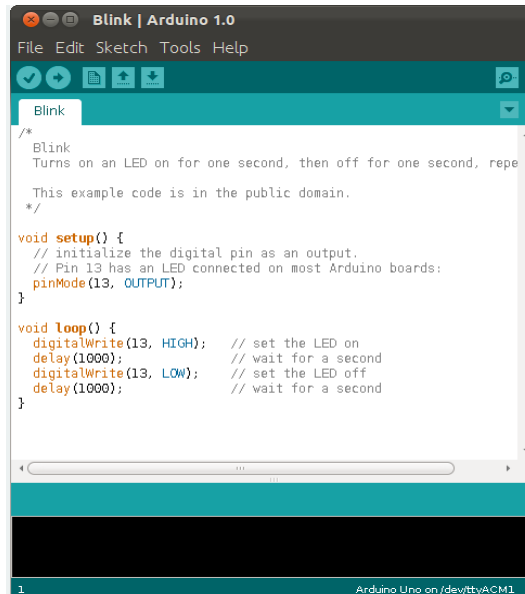 Blink | Arduino 1.0
File Edit Sketch Tools Help
Blink
/*
  Blink
  Turns on an LED on for one second, then off for one second, repe

  This example code is in the public domain.
 */

void setup() {
  // initialize the digital pin as an output.
  // Pin 13 has an LED connected on most Arduino boards:
  pinMode(13, OUTPUT);
}

void loop() {
  digitalWrite(13, HIGH);   // set the LED on
  delay(1000);              // wait for a second
  digitalWrite(13, LOW);    // set the LED off
  delay(1000);              // wait for a second
}
1
Arduino Uno on /dev/ttyACM1